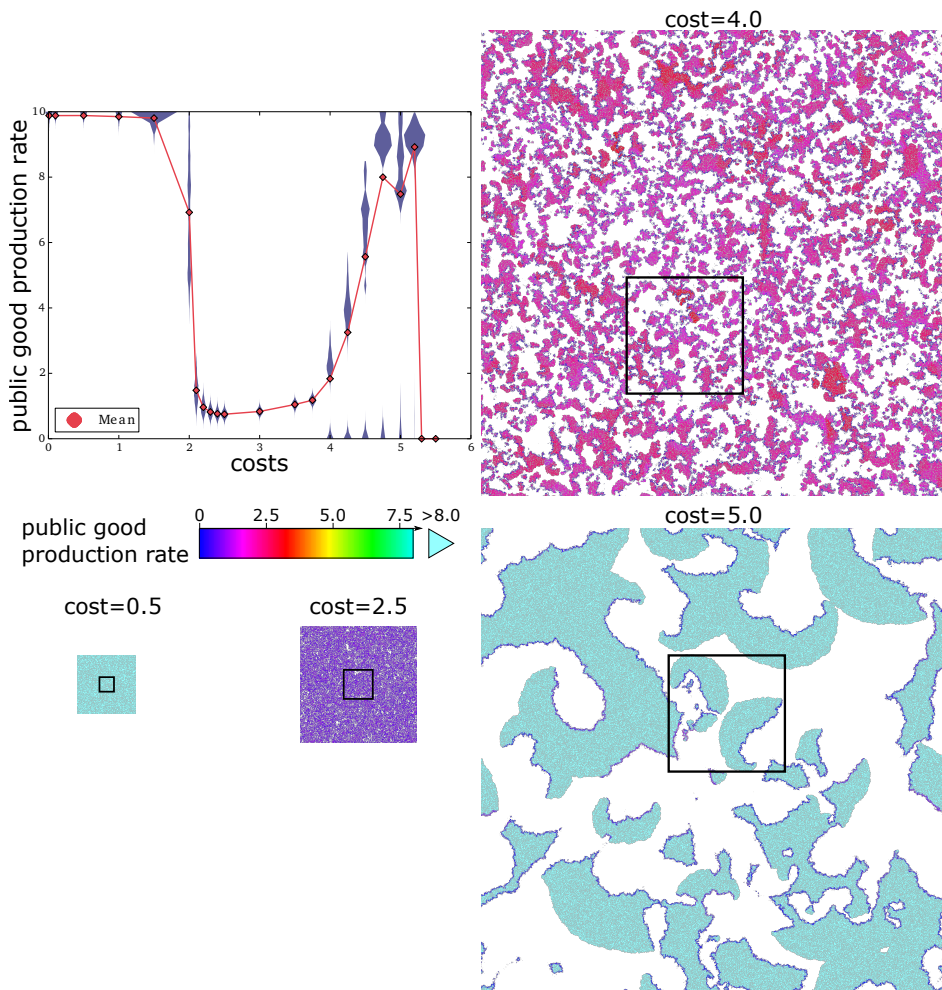 cost=4.0
10
8
6
4
2
0
public good production rate
Mean
0 1 2 3 4 5 6
costs
public good
production rate
0 2.5 5.0 7.5 >8.0
cost=5.0
cost=0.5
cost=2.5